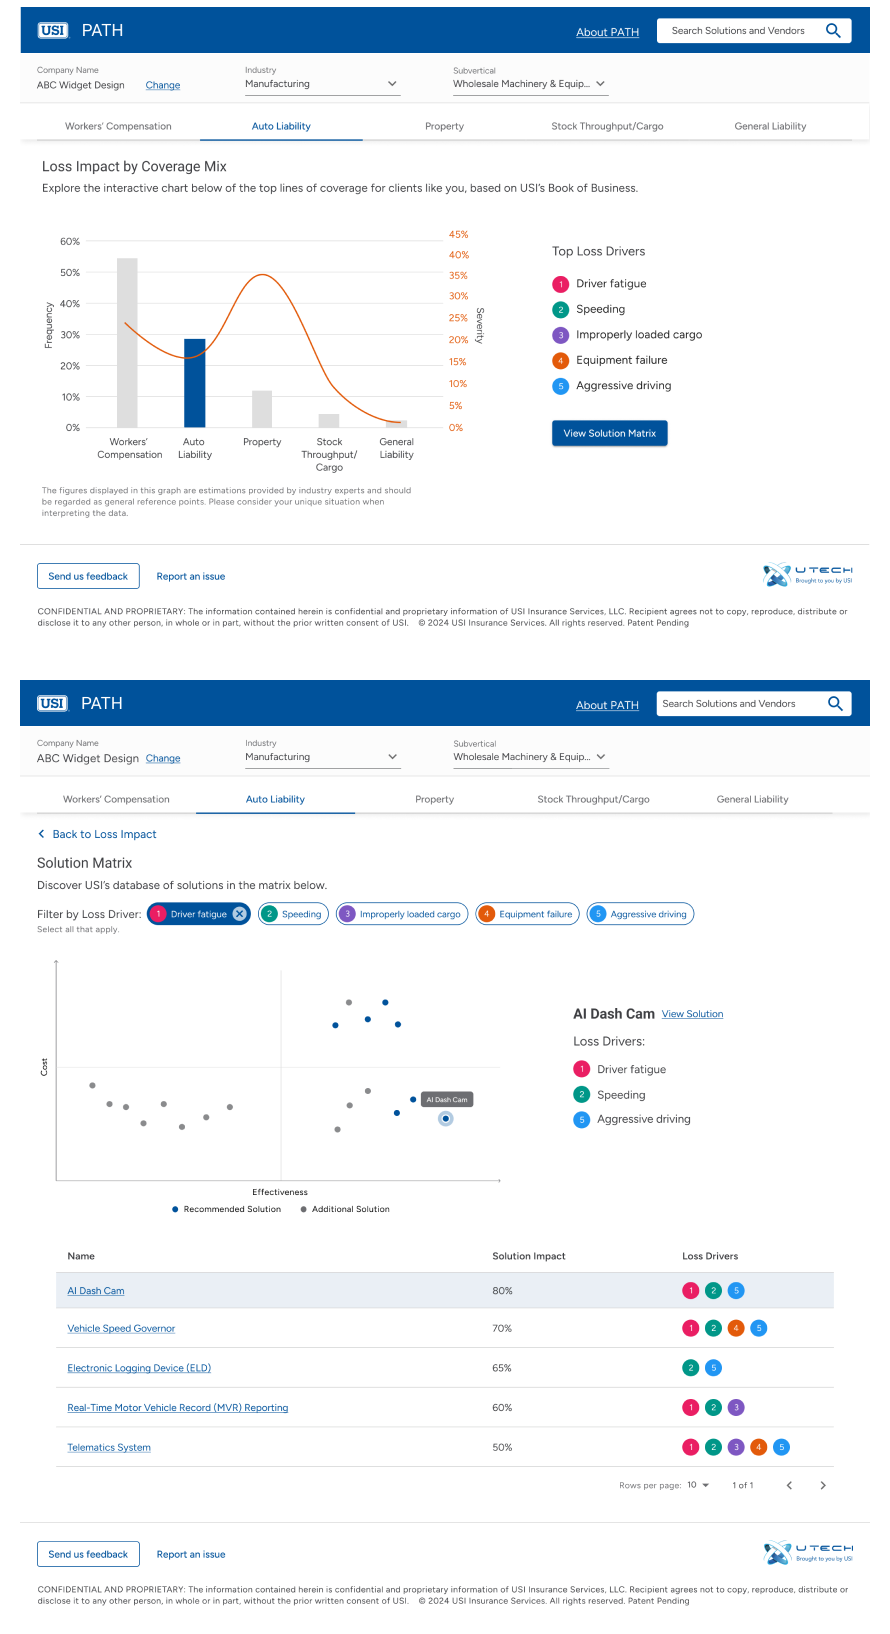 USI PATH About PATH Search Solutions and Vendors
Company Name Industry Subvertical
ABC Widget Design Change Manufacturing Wholesale Machinery & Equip...
Workers' Compensation Auto Liability Property Stock Throughput/Cargo General Liability
Loss Impact by Coverage Mix
Explore the interactive chart below of the top lines of coverage for clients like you, based on USI's Book of Business.
Frequency
60%
50%
40%
30%
20%
10%
0%
45%
40%
35%
30%
25%
20%
15%
10%
5%
0%
Severity
Workers' Compensation
Auto Liability
Property
Stock Throughput/ Cargo
General Liability
The figures displayed in this graph are estimations provided by industry experts and should
be regarded as general reference points. Please consider your unique situation when
interpreting the data.
Top Loss Drivers
1 Driver fatigue
2 Speeding
3 Improperly loaded cargo
4 Equipment failure
5 Aggressive driving
View Solution Matrix
Send us feedback Report an issue
UTECH
Brought to you by USI
CONFIDENTIAL AND PROPRIETARY: The information contained herein is confidential and proprietary information of USI Insurance Services, LLC. Recipient agrees not to copy, reproduce, distribute or
disclose it to any other person, in whole or in part, without the prior written consent of USI. © 2024 USI Insurance Services. All rights reserved. Patent Pending
USI PATH About PATH Search Solutions and Vendors
Company Name Industry Subvertical
ABC Widget Design Change Manufacturing Wholesale Machinery & Equip...
Workers' Compensation Auto Liability Property Stock Throughput/Cargo General Liability
Back to Loss Impact
Solution Matrix
Discover USI's database of solutions in the matrix below.
Filter by Loss Driver: 1 Driver fatigue 2 Speeding 3 Improperly loaded cargo 4 Equipment failure 5 Aggressive driving
Select all that apply.
Cost
AI Dash Cam
Effectiveness
Recommended Solution Additional Solution
AI Dash Cam View Solution
Loss Drivers:
1 Driver fatigue
2 Speeding
5 Aggressive driving
Name Solution Impact Loss Drivers
AI Dash Cam 80% 1 2 5
Vehicle Speed Governor 70% 1 2 4 5
Electronic Logging Device (ELD) 65% 2 5
Real-Time Motor Vehicle Record (MVR) Reporting 60% 1 2 3
Telematics System 50% 1 2 3 4 5
Rows per page: 10 1 of 1
Send us feedback Report an issue
UTECH
Brought to you by USI
CONFIDENTIAL AND PROPRIETARY: The information contained herein is confidential and proprietary information of USI Insurance Services, LLC. Recipient agrees not to copy, reproduce, distribute or
disclose it to any other person, in whole or in part, without the prior written consent of USI. © 2024 USI Insurance Services. All rights reserved. Patent Pending